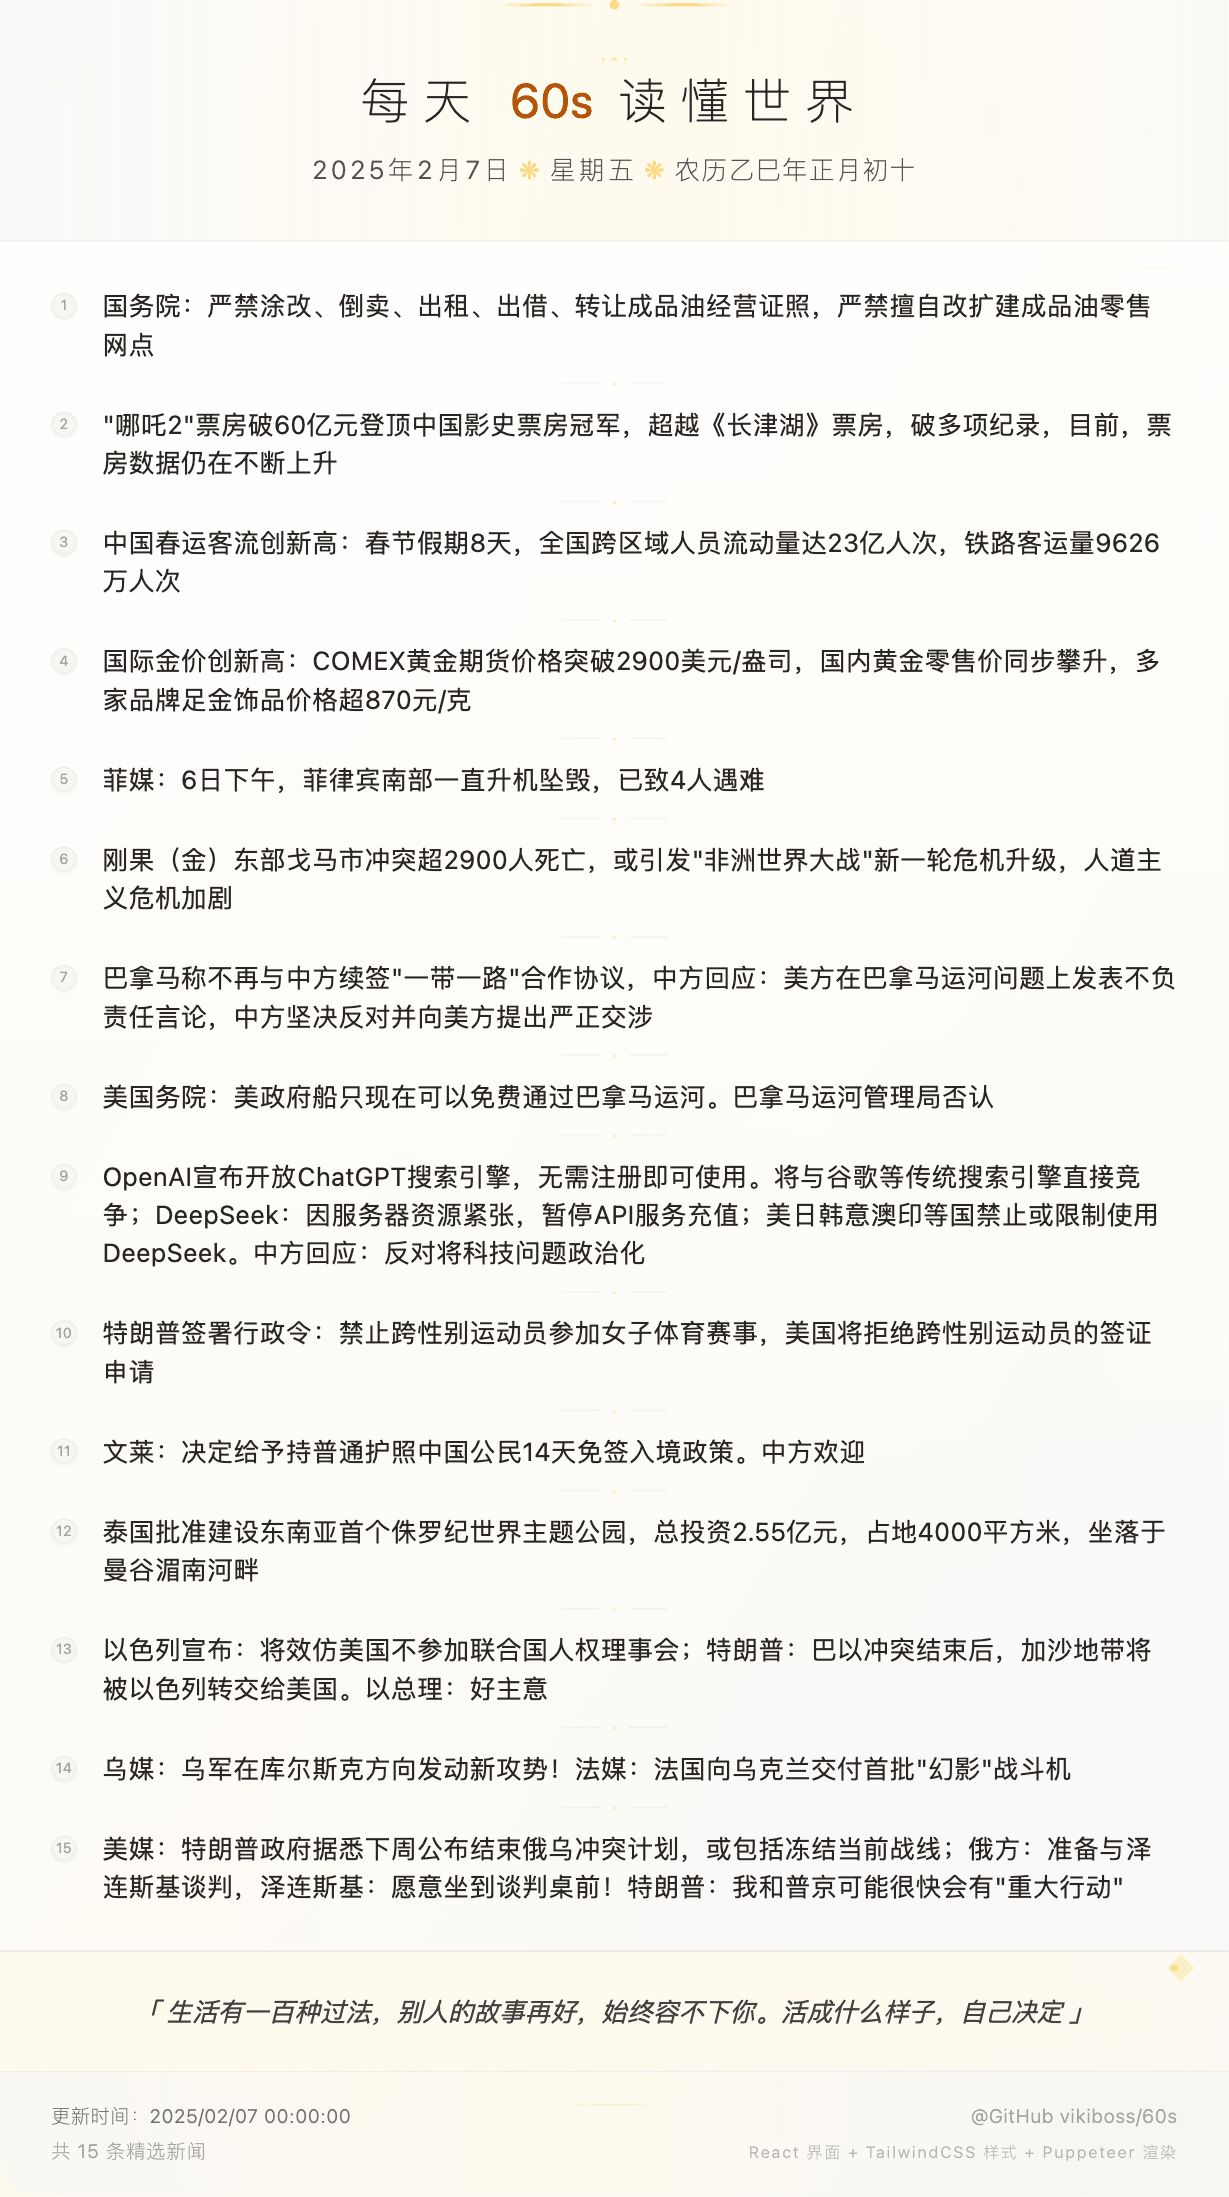 每天 60s 读懂世界
2025年2月7日 ❋ 星期五 ❋ 农历乙巳年正月初十
1 国务院：严禁涂改、倒卖、出租、出借、转让成品油经营证照，严禁擅自改扩建成品油零售
网点
2 "哪吒2"票房破60亿元登顶中国影史票房冠军，超越《长津湖》票房，破多项纪录，目前，票
房数据仍在不断上升
3 中国春运客流创新高：春节假期8天，全国跨区域人员流动量达23亿人次，铁路客运量9626
万人次
4 国际金价创新高：COMEX黄金期货价格突破2900美元/盎司，国内黄金零售价同步攀升，多
家品牌足金饰品价格超870元/克
5 菲媒：6日下午，菲律宾南部一直升机坠毁，已致4人遇难
6 刚果（金）东部戈马市冲突超2900人死亡，或引发"非洲世界大战"新一轮危机升级，人道主
义危机加剧
7 巴拿马称不再与中方续签"一带一路"合作协议，中方回应：美方在巴拿马运河问题上发表不负
责任言论，中方坚决反对并向美方提出严正交涉
8 美国务院：美政府船只现在可以免费通过巴拿马运河。巴拿马运河管理局否认
9 OpenAI宣布开放ChatGPT搜索引擎，无需注册即可使用。将与谷歌等传统搜索引擎直接竞
争；DeepSeek：因服务器资源紧张，暂停API服务充值；美日韩意澳印等国禁止或限制使用
DeepSeek。中方回应：反对将科技问题政治化
10 特朗普签署行政令：禁止跨性别运动员参加女子体育赛事，美国将拒绝跨性别运动员的签证
申请
11 文莱：决定给予持普通护照中国公民14天免签入境政策。中方欢迎
12 泰国批准建设东南亚首个侏罗纪世界主题公园，总投资2.55亿元，占地4000平方米，坐落于
曼谷湄南河畔
13 以色列宣布：将效仿美国不参加联合国人权理事会；特朗普：巴以冲突结束后，加沙地带将
被以色列转交给美国。以总理：好主意
14 乌媒：乌军在库尔斯克方向发动新攻势！法媒：法国向乌克兰交付首批"幻影"战斗机
15 美媒：特朗普政府据悉下周公布结束俄乌冲突计划，或包括冻结当前战线；俄方：准备与泽
连斯基谈判，泽连斯基：愿意坐到谈判桌前！特朗普：我和普京可能很快会有"重大行动"
「 生活有一百种过法，别人的故事再好，始终容不下你。活成什么样子，自己决定 」
更新时间：2025/02/07 00:00:00
@GitHub vikiboss/60s
共 15 条精选新闻
React 界面 + TailwindCSS 样式 + Puppeteer 渲染